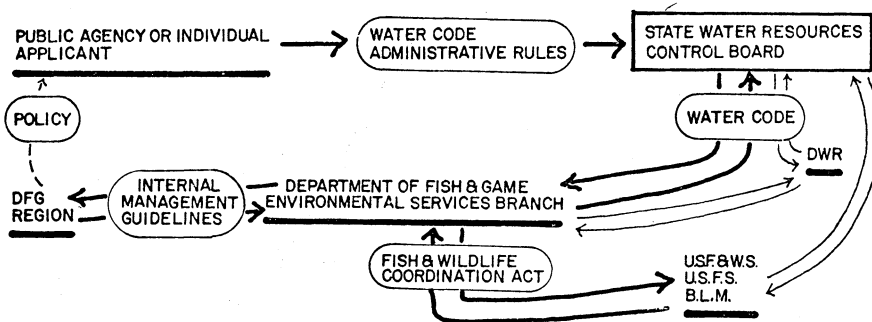 PUBLIC AGENCY OR INDIVIDUAL
APPLICANT
WATER CODE
ADMINISTRATIVE RULES
STATE WATER RESOURCES
CONTROL BOARD
POLICY
WATER CODE
DWR
DFG
REGION
INTERNAL
MANAGEMENT
GUIDELINES
DEPARTMENT OF FISH & GAME
ENVIRONMENTAL SERVICES BRANCH
FISH & WILDLIFE
COORDINATION ACT
U.S.F.&W.S.
U.S.F.S.
B.L.M.